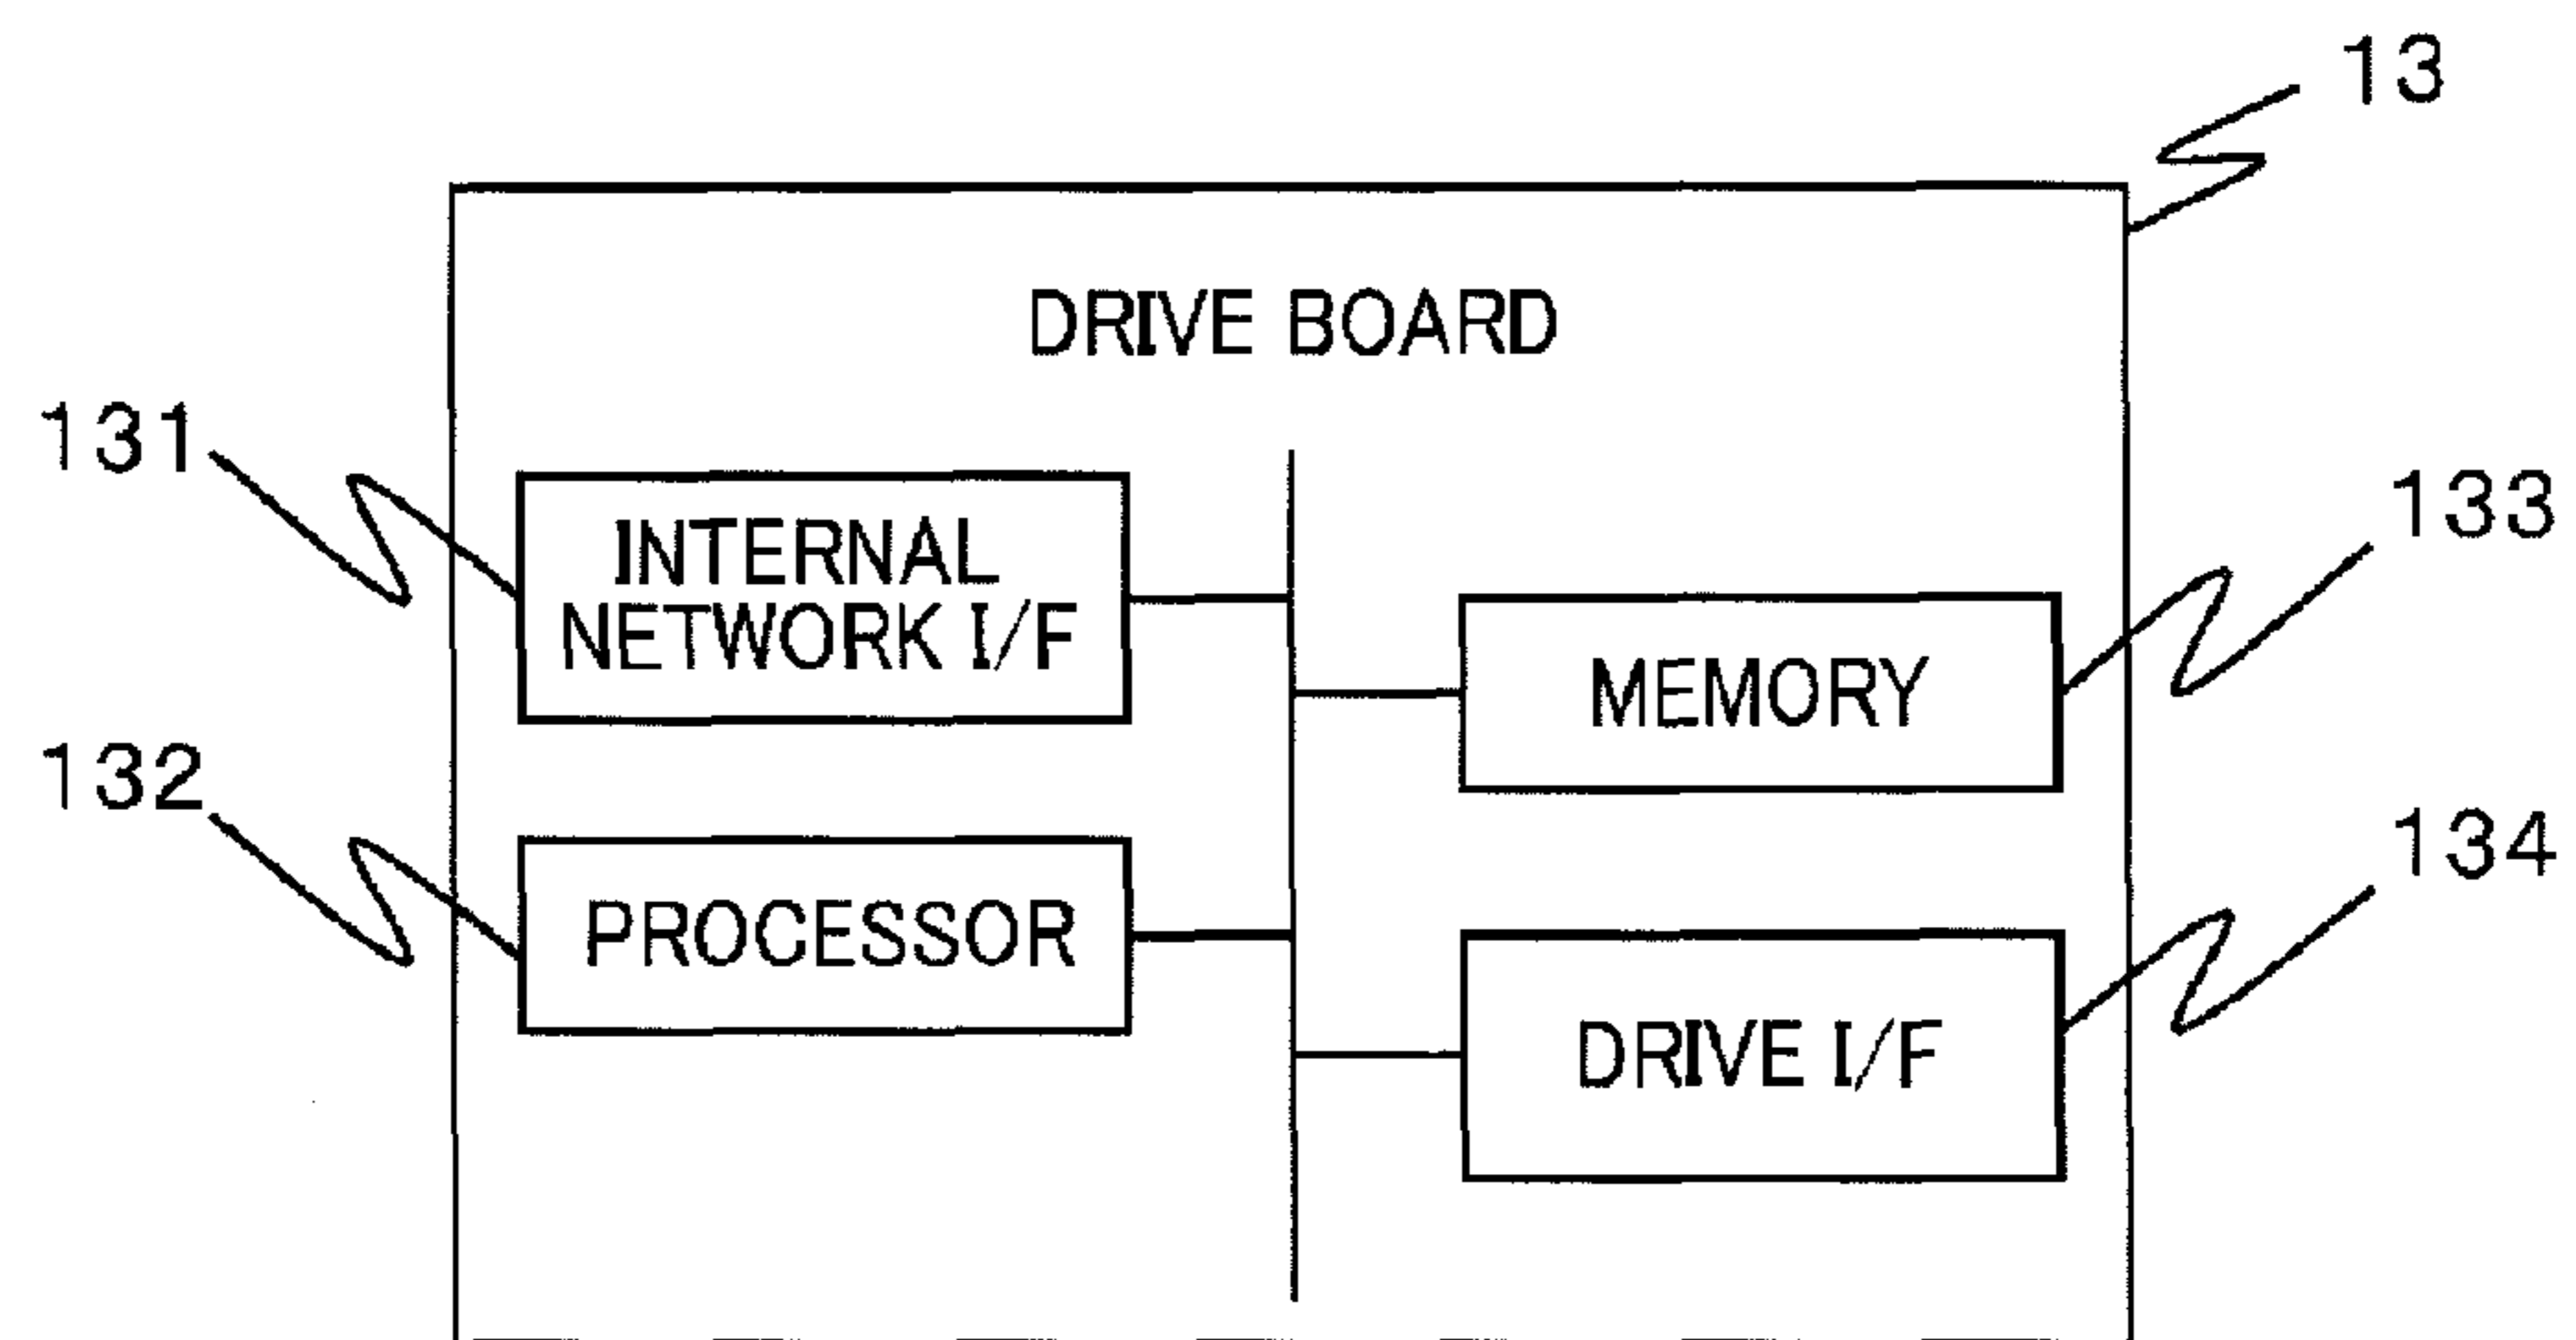 13
DRIVE BOARD
131
INTERNAL
NETWORK I/F
133
MEMORY
132
PROCESSOR
134
DRIVE I/F